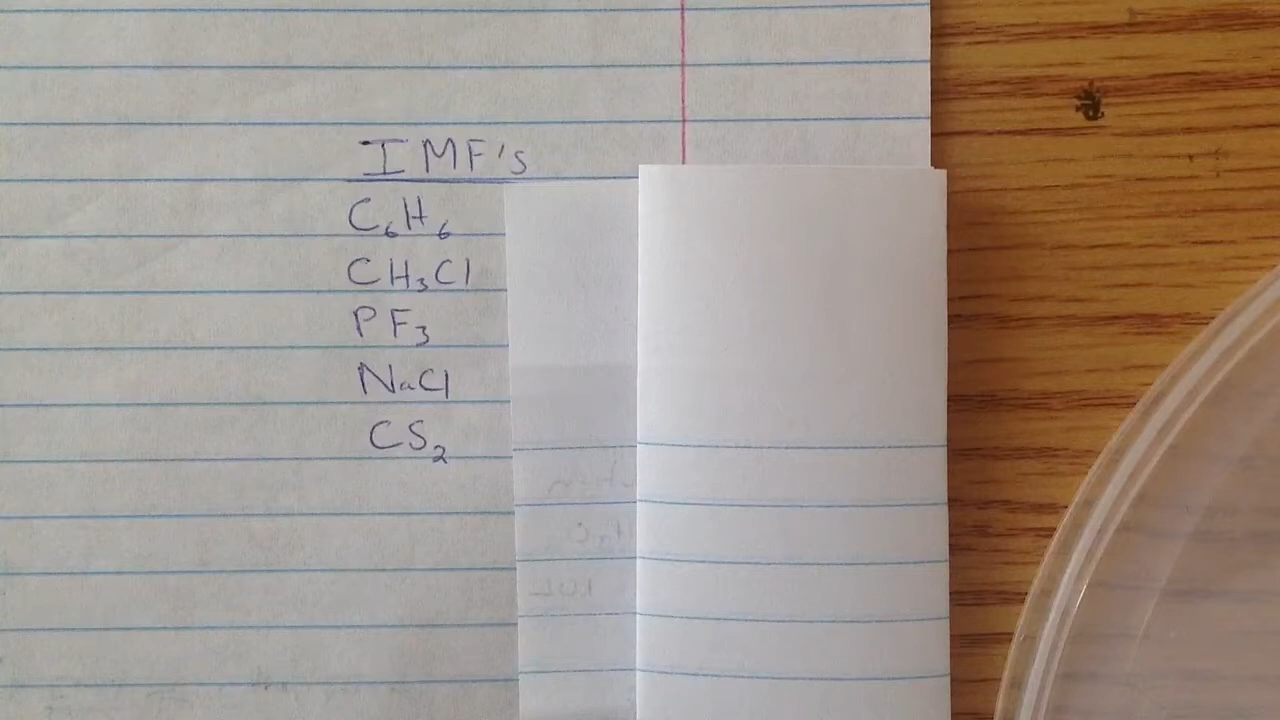 IMF's
C₆H₆
CH₃Cl
PF₃
NaCl
CS₂